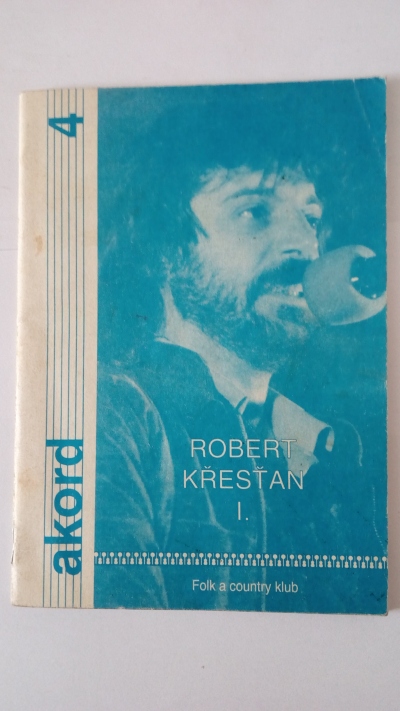 akord 4
ROBERT
KŘESŤAN
I.
Folk a country klub